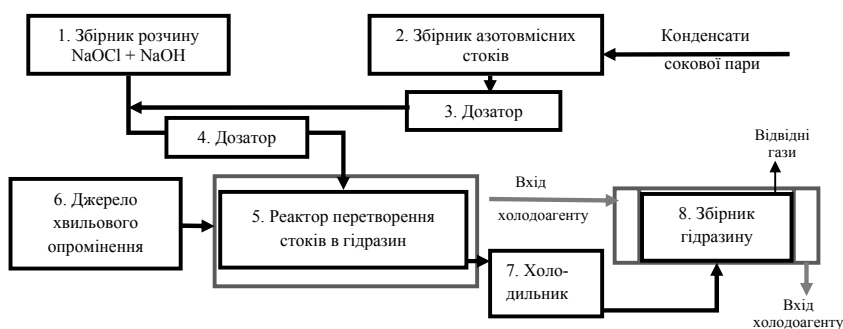 1. Збірник розчину
NaOCl + NaOH
2. Збірник азотовмісних
стоків
Конденсати
сокової пари
3. Дозатор
4. Дозатор
Відвідні
гази
6. Джерело
хвильового
опромінення
5. Реактор перетворення
стоків в гідразин
Вхід
холодоагенту
8. Збірник
гідразину
7. Холо-
дильник
Вхід
холодоагенту